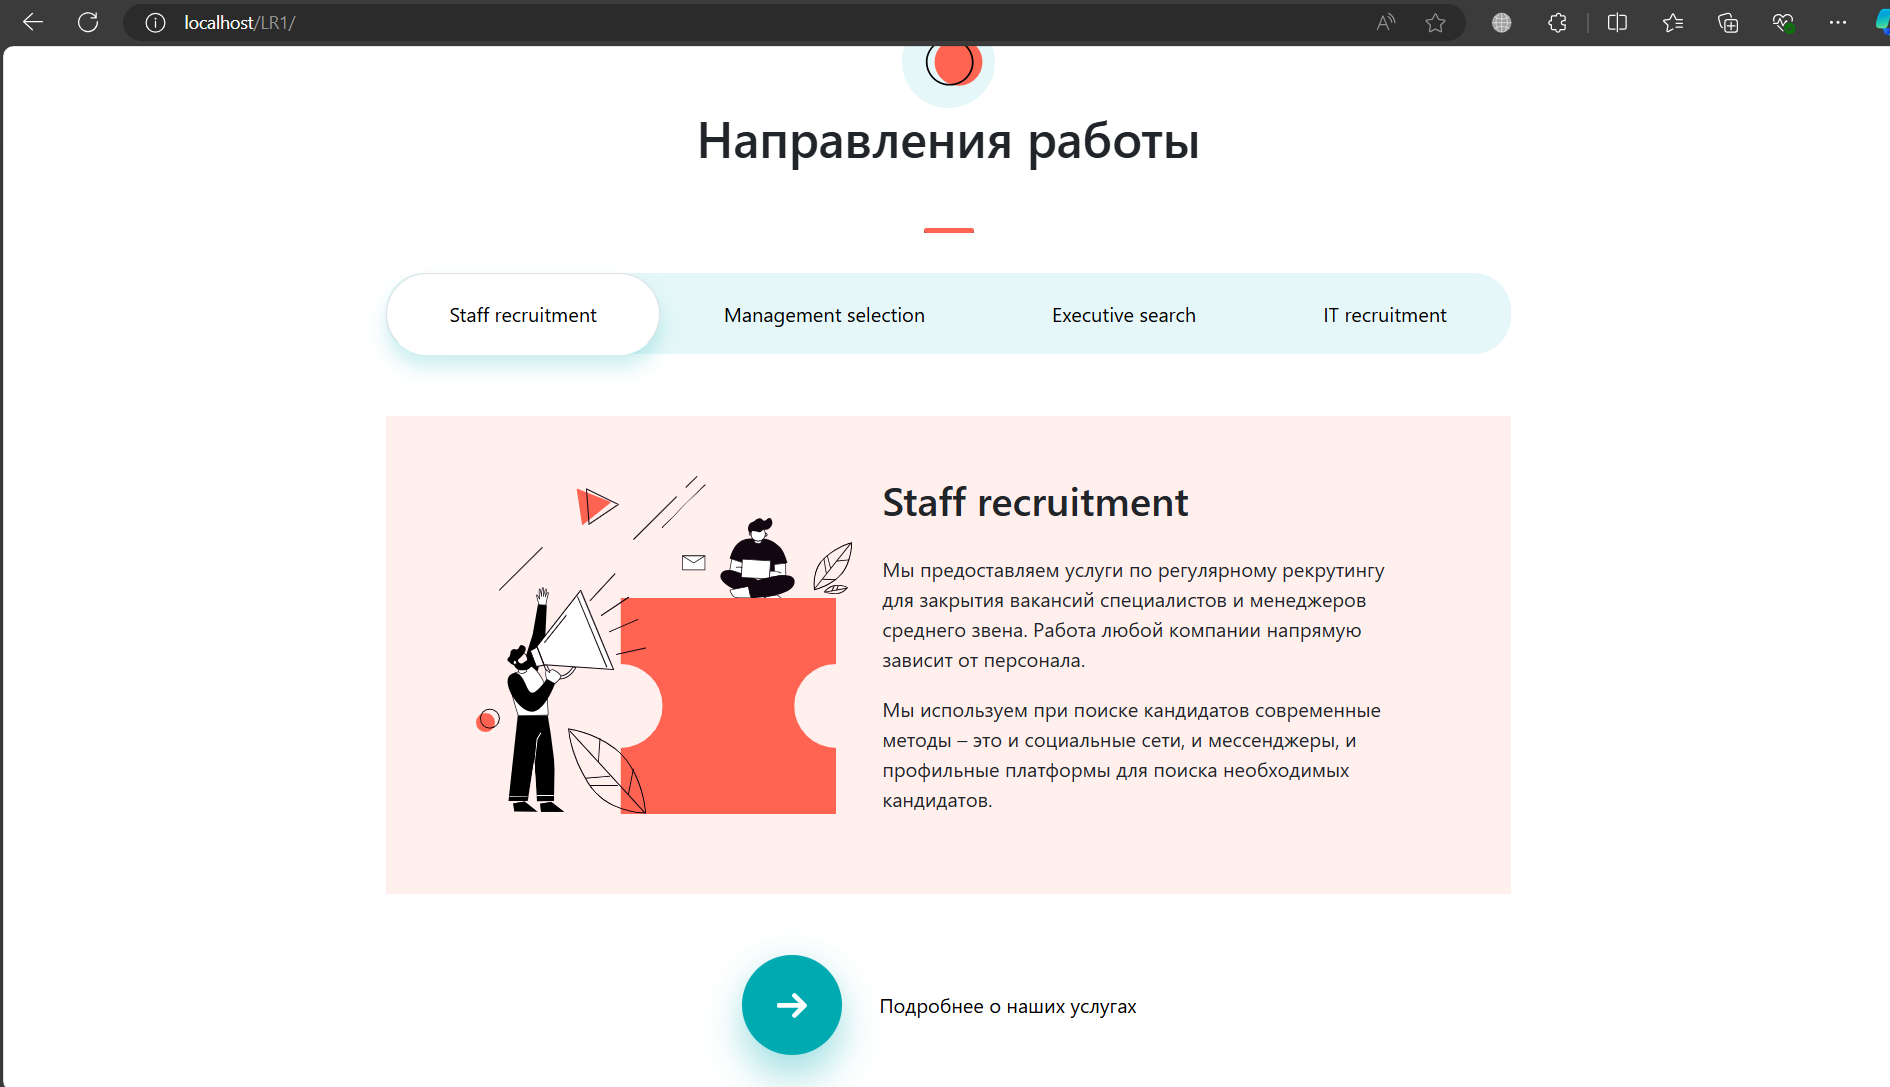 localhost/LR1/
Направления работы
Staff recruitment
Management selection
Executive search
IT recruitment
Staff recruitment
Мы предоставляем услуги по регулярному рекрутингу
для закрытия вакансий специалистов и менеджеров
среднего звена. Работа любой компании напрямую
зависит от персонала.
Мы используем при поиске кандидатов современные
методы – это и социальные сети, и мессенджеры, и
профильные платформы для поиска необходимых
кандидатов.
Подробнее о наших услугах